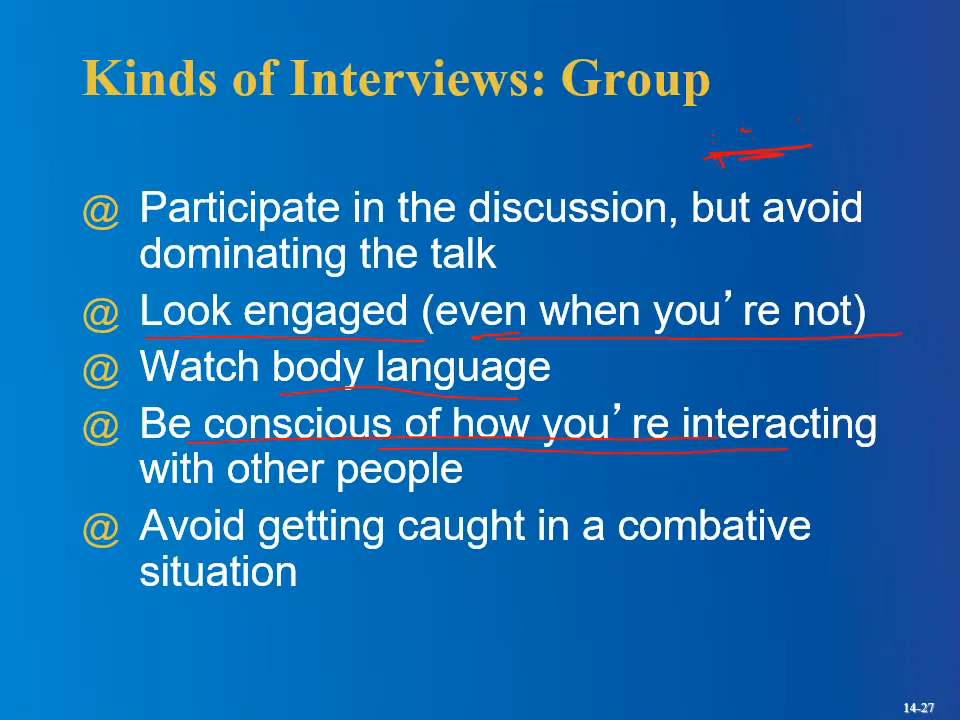 Kinds of Interviews: Group
@ Participate in the discussion, but avoid
dominating the talk
@ Look engaged (even when you’re not)
@ Watch body language
@ Be conscious of how you’re interacting
with other people
@ Avoid getting caught in a combative
situation
14-27